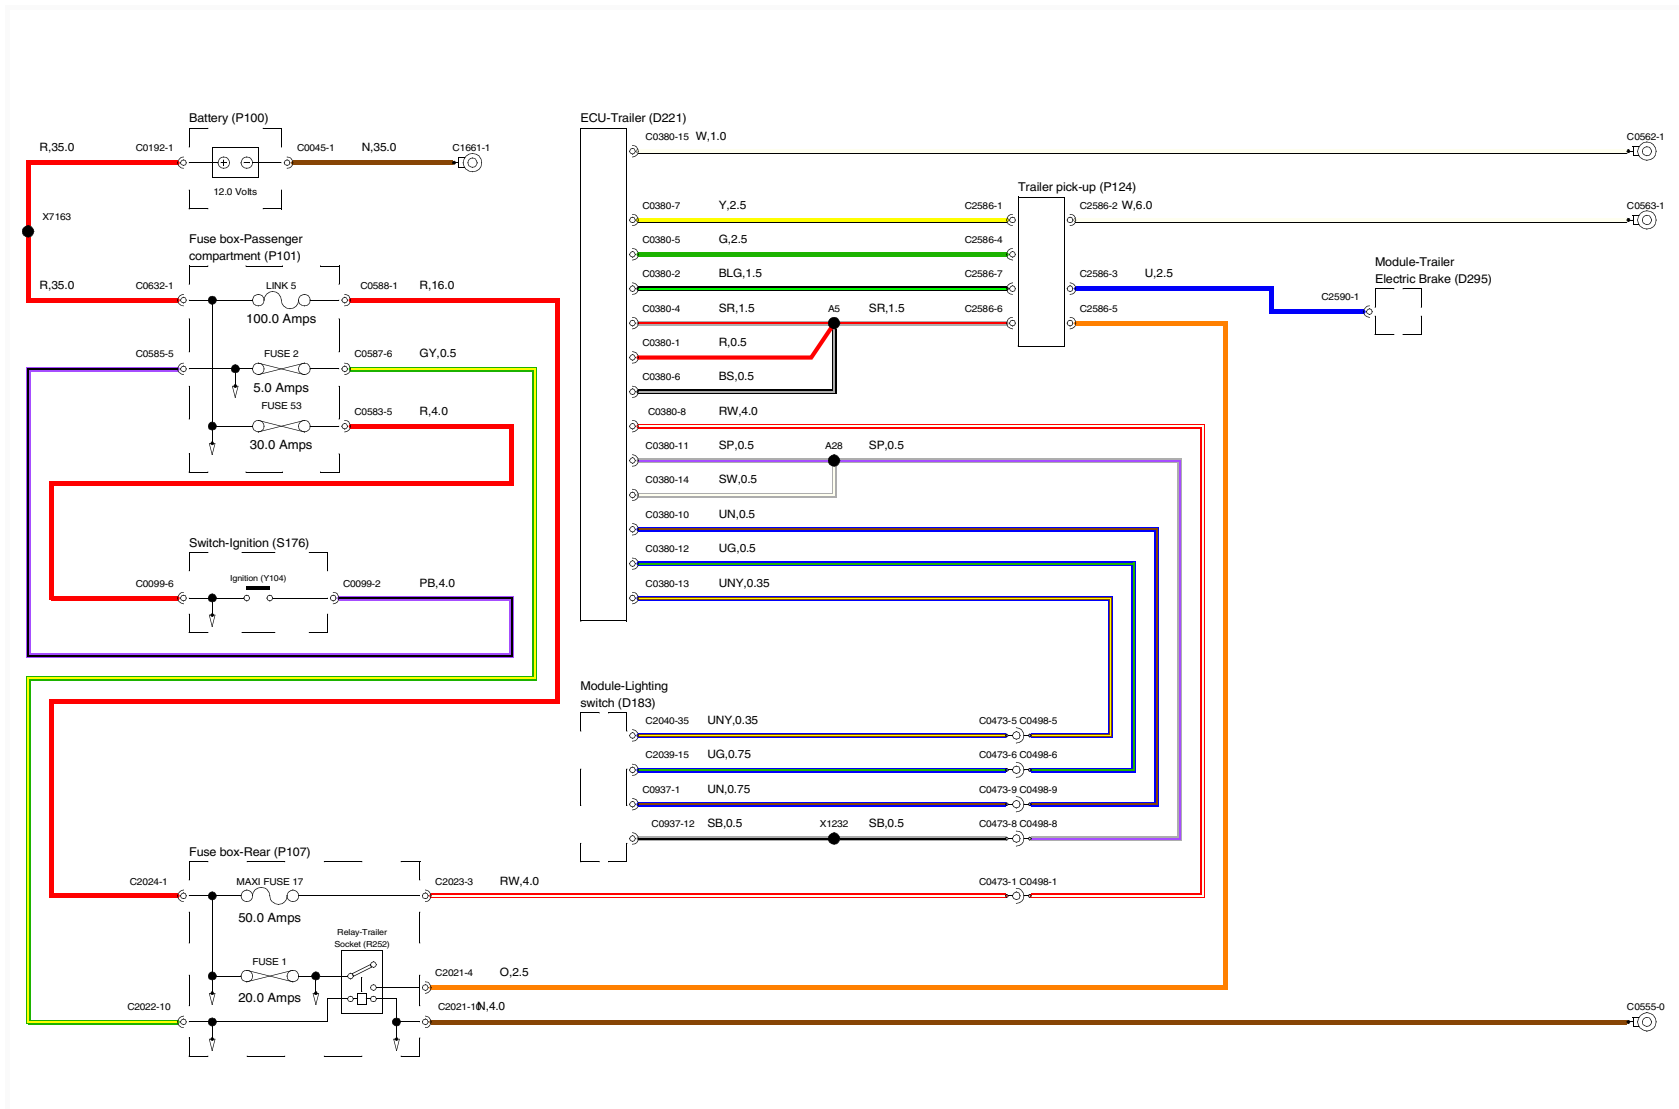 Battery (P100)
R,35.0
C0192-1
C0045-1
N,35.0
C1661-1
12.0 Volts
X7163
Fuse box-Passenger
compartment (P101)
R,35.0
C0632-1
LINK 5
C0588-1
R,16.0
100.0 Amps
C0585-5
FUSE 2
C0587-6
GY,0.5
5.0 Amps
FUSE 53
C0583-5
R,4.0
30.0 Amps
Switch-Ignition (S176)
C0099-6
Ignition (Y104)
C0099-2
PB,4.0
Fuse box-Rear (P107)
C2024-1
MAXI FUSE 17
C2023-3
RW,4.0
C0473-1 C0498-1
50.0 Amps
Relay-Trailer
Socket (R252)
FUSE 1
C2021-4
O,2.5
20.0 Amps
C2022-10
C2021-10
N,4.0
C0555-0
ECU-Trailer (D221)
C0380-15 W,1.0
C0562-1
Trailer pick-up (P124)
C0380-7
Y,2.5
C2586-1
C2586-2 W,6.0
C0563-1
C0380-5
G,2.5
C2586-4
C0380-2
BLG,1.5
C2586-7
C2586-3
U,2.5
Module-Trailer
Electric Brake (D295)
C2590-1
C0380-4
SR,1.5
A5
SR,1.5
C2586-6
C2586-5
C0380-1
R,0.5
C0380-6
BS,0.5
C0380-8
RW,4.0
C0380-11
SP,0.5
A28
SP,0.5
C0380-14
SW,0.5
C0380-10
UN,0.5
C0380-12
UG,0.5
C0380-13
UNY,0.35
Module-Lighting
switch (D183)
C2040-35
UNY,0.35
C0473-5 C0498-5
C2039-15
UG,0.75
C0473-6 C0498-6
C0937-1
UN,0.75
C0473-9 C0498-9
C0937-12
SB,0.5
X1232
SB,0.5
C0473-8 C0498-8